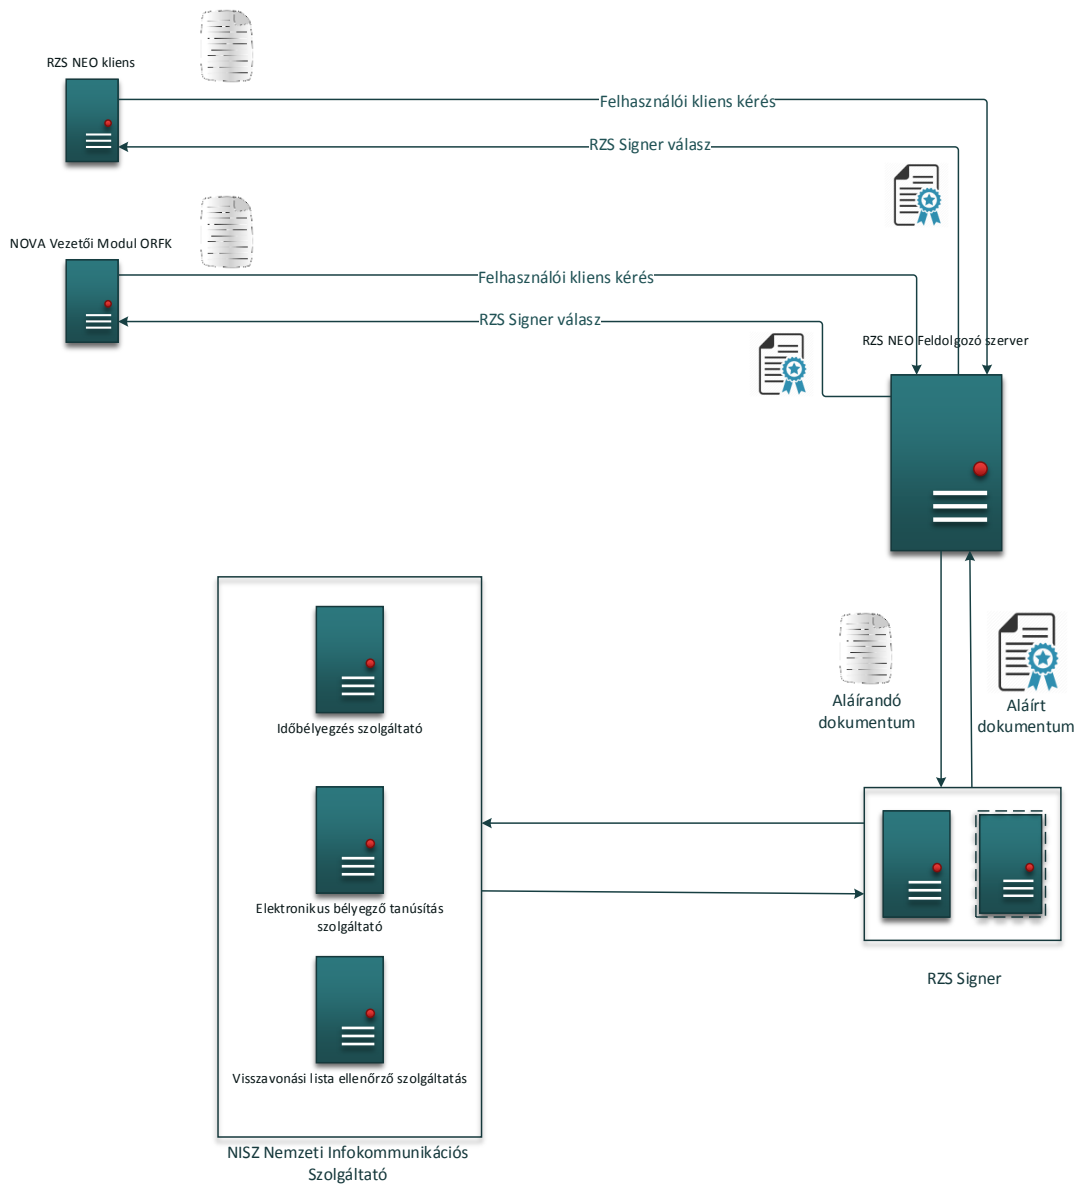 RZS NEO kliens
Felhasználói kliens kérés
RZS Signer válasz
NOVA Vezetői Modul ORFK
Felhasználói kliens kérés
RZS Signer válasz
RZS NEO Feldolgozó szerver
Aláírandó
dokumentum
Aláírt
dokumentum
Időbélyegzés szolgáltató
Elektronikus bélyegző tanúsítás
szolgáltató
RZS Signer
Visszavonási lista ellenőrző szolgáltatás
NISZ Nemzeti Infokommunikációs
Szolgáltató